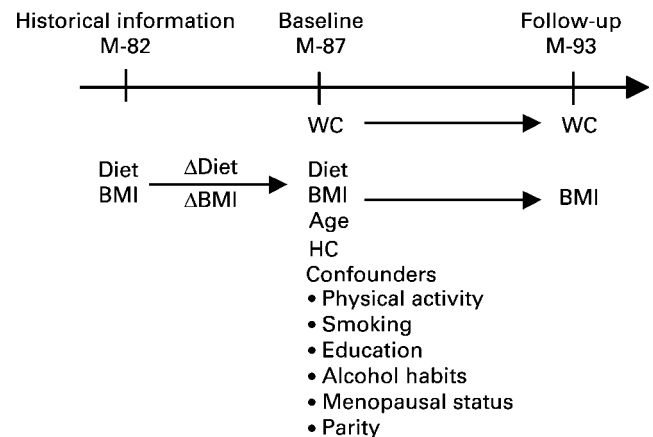 Historical information Baseline Follow-up
M-82 M-87 M-93
WC WC
Diet ΔDiet Diet
BMI ΔBMI BMI BMI
Age
HC
Confounders
• Physical activity
• Smoking
• Education
• Alcohol habits
• Menopausal status
• Parity